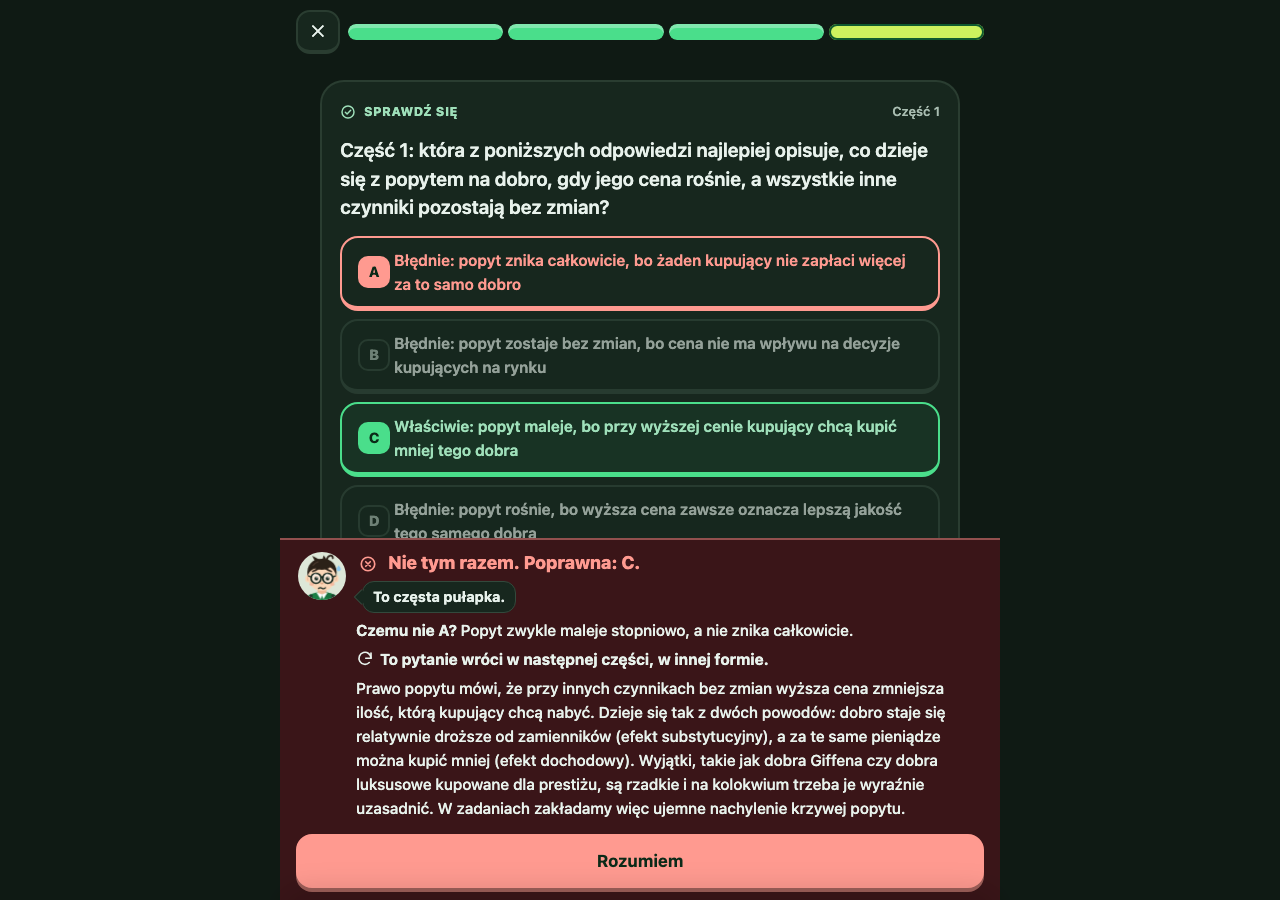 SPRAWDŹ SIĘ
Część 1
Część 1: która z poniższych odpowiedzi najlepiej opisuje, co dzieje
się z popytem na dobro, gdy jego cena rośnie, a wszystkie inne
czynniki pozostają bez zmian?
A
Błędnie: popyt znika całkowicie, bo żaden kupujący nie zapłaci więcej
za to samo dobro
B
Błędnie: popyt zostaje bez zmian, bo cena nie ma wpływu na decyzje
kupujących na rynku
C
Właściwie: popyt maleje, bo przy wyższej cenie kupujący chcą kupić
mniej tego dobra
D
Błędnie: popyt rośnie, bo wyższa cena zawsze oznacza lepszą jakość
tego samego dobra
Nie tym razem. Poprawna: C.
To częsta pułapka.
Czemu nie A? Popyt zwykle maleje stopniowo, a nie znika całkowicie.
To pytanie wróci w następnej części, w innej formie.
Prawo popytu mówi, że przy innych czynnikach bez zmian wyższa cena zmniejsza
ilość, którą kupujący chcą nabyć. Dzieje się tak z dwóch powodów: dobro staje się
relatywnie droższe od zamienników (efekt substytucyjny), a za te same pieniądze
można kupić mniej (efekt dochodowy). Wyjątki, takie jak dobra Giffena czy dobra
luksusowe kupowane dla prestiżu, są rzadkie i na kolokwium trzeba je wyraźnie
uzasadnić. W zadaniach zakładamy więc ujemne nachylenie krzywej popytu.
Rozumiem